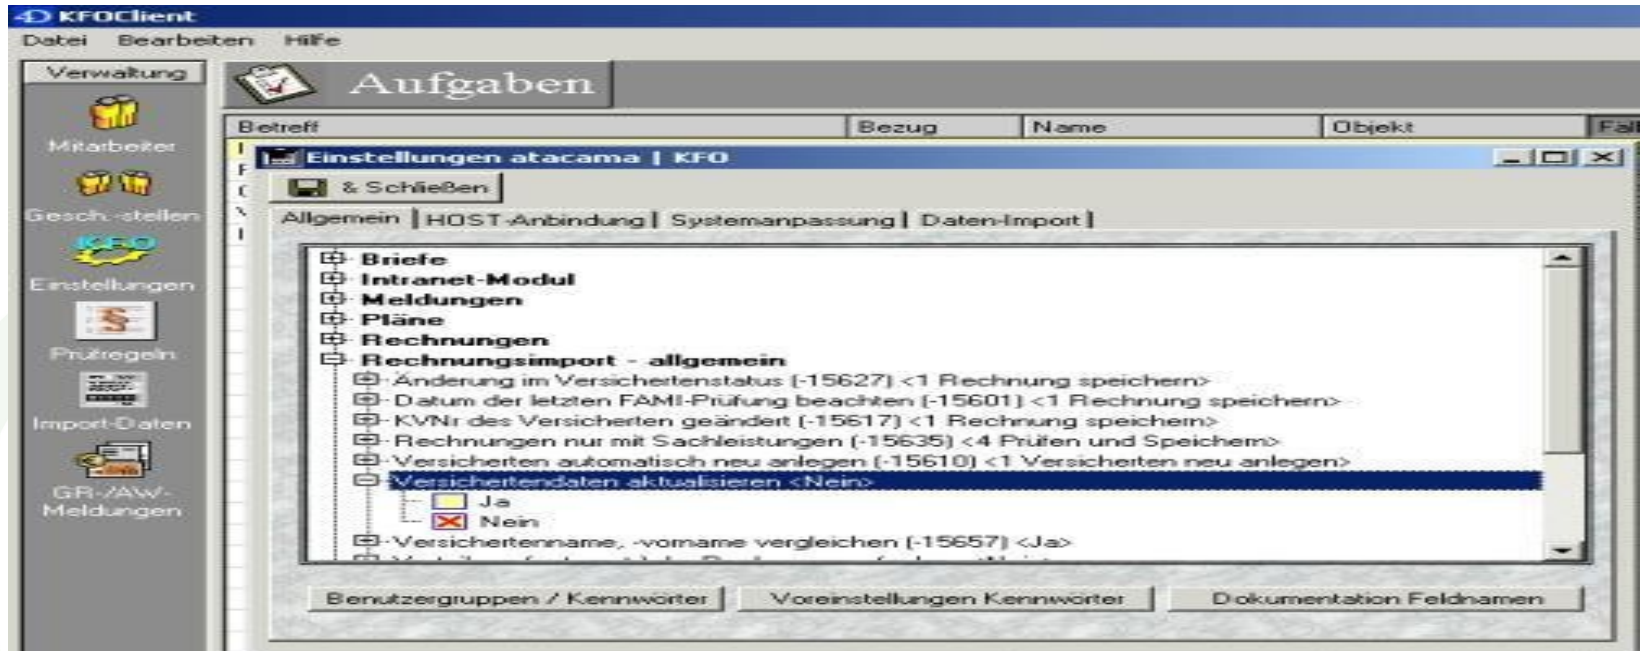 KFOClient
Datei Bearbeiten Hilfe
Verwaltung
Mitarbeiter
Gesch.-stellen
KFO
Einstellungen
§
Prüfregeln
Import-Daten
GR-/AW-
Meldungen
Aufgaben
Betreff Bezug Name Objekt Fäll
Einstellungen atacama | KFO
& Schließen
Allgemein HOST-Anbindung Systemanpassung Daten-Import
Briefe
Intranet-Modul
Meldungen
Pläne
Rechnungen
Rechnungsimport - allgemein
Änderung im Versichertenstatus (-15627) <1 Rechnung speichern>
Datum der letzten FAMI-Prüfung beachten (-15601) <1 Rechnung speichern>
KVNr des Versicherten geändert (-15617) <1 Rechnung speichern>
Rechnungen nur mit Sachleistungen (-15635) <4 Prüfen und Speichern>
Versicherten automatisch neu anlegen (-15610) <1 Versicherten neu anlegen>
Versichertendaten aktualisieren <Nein>
Ja
Nein
Versichertenname, -vorname vergleichen (-15657) <Ja>
Benutzergruppen / Kennwörter Voreinstellungen Kennwörter Dokumentation Feldnamen